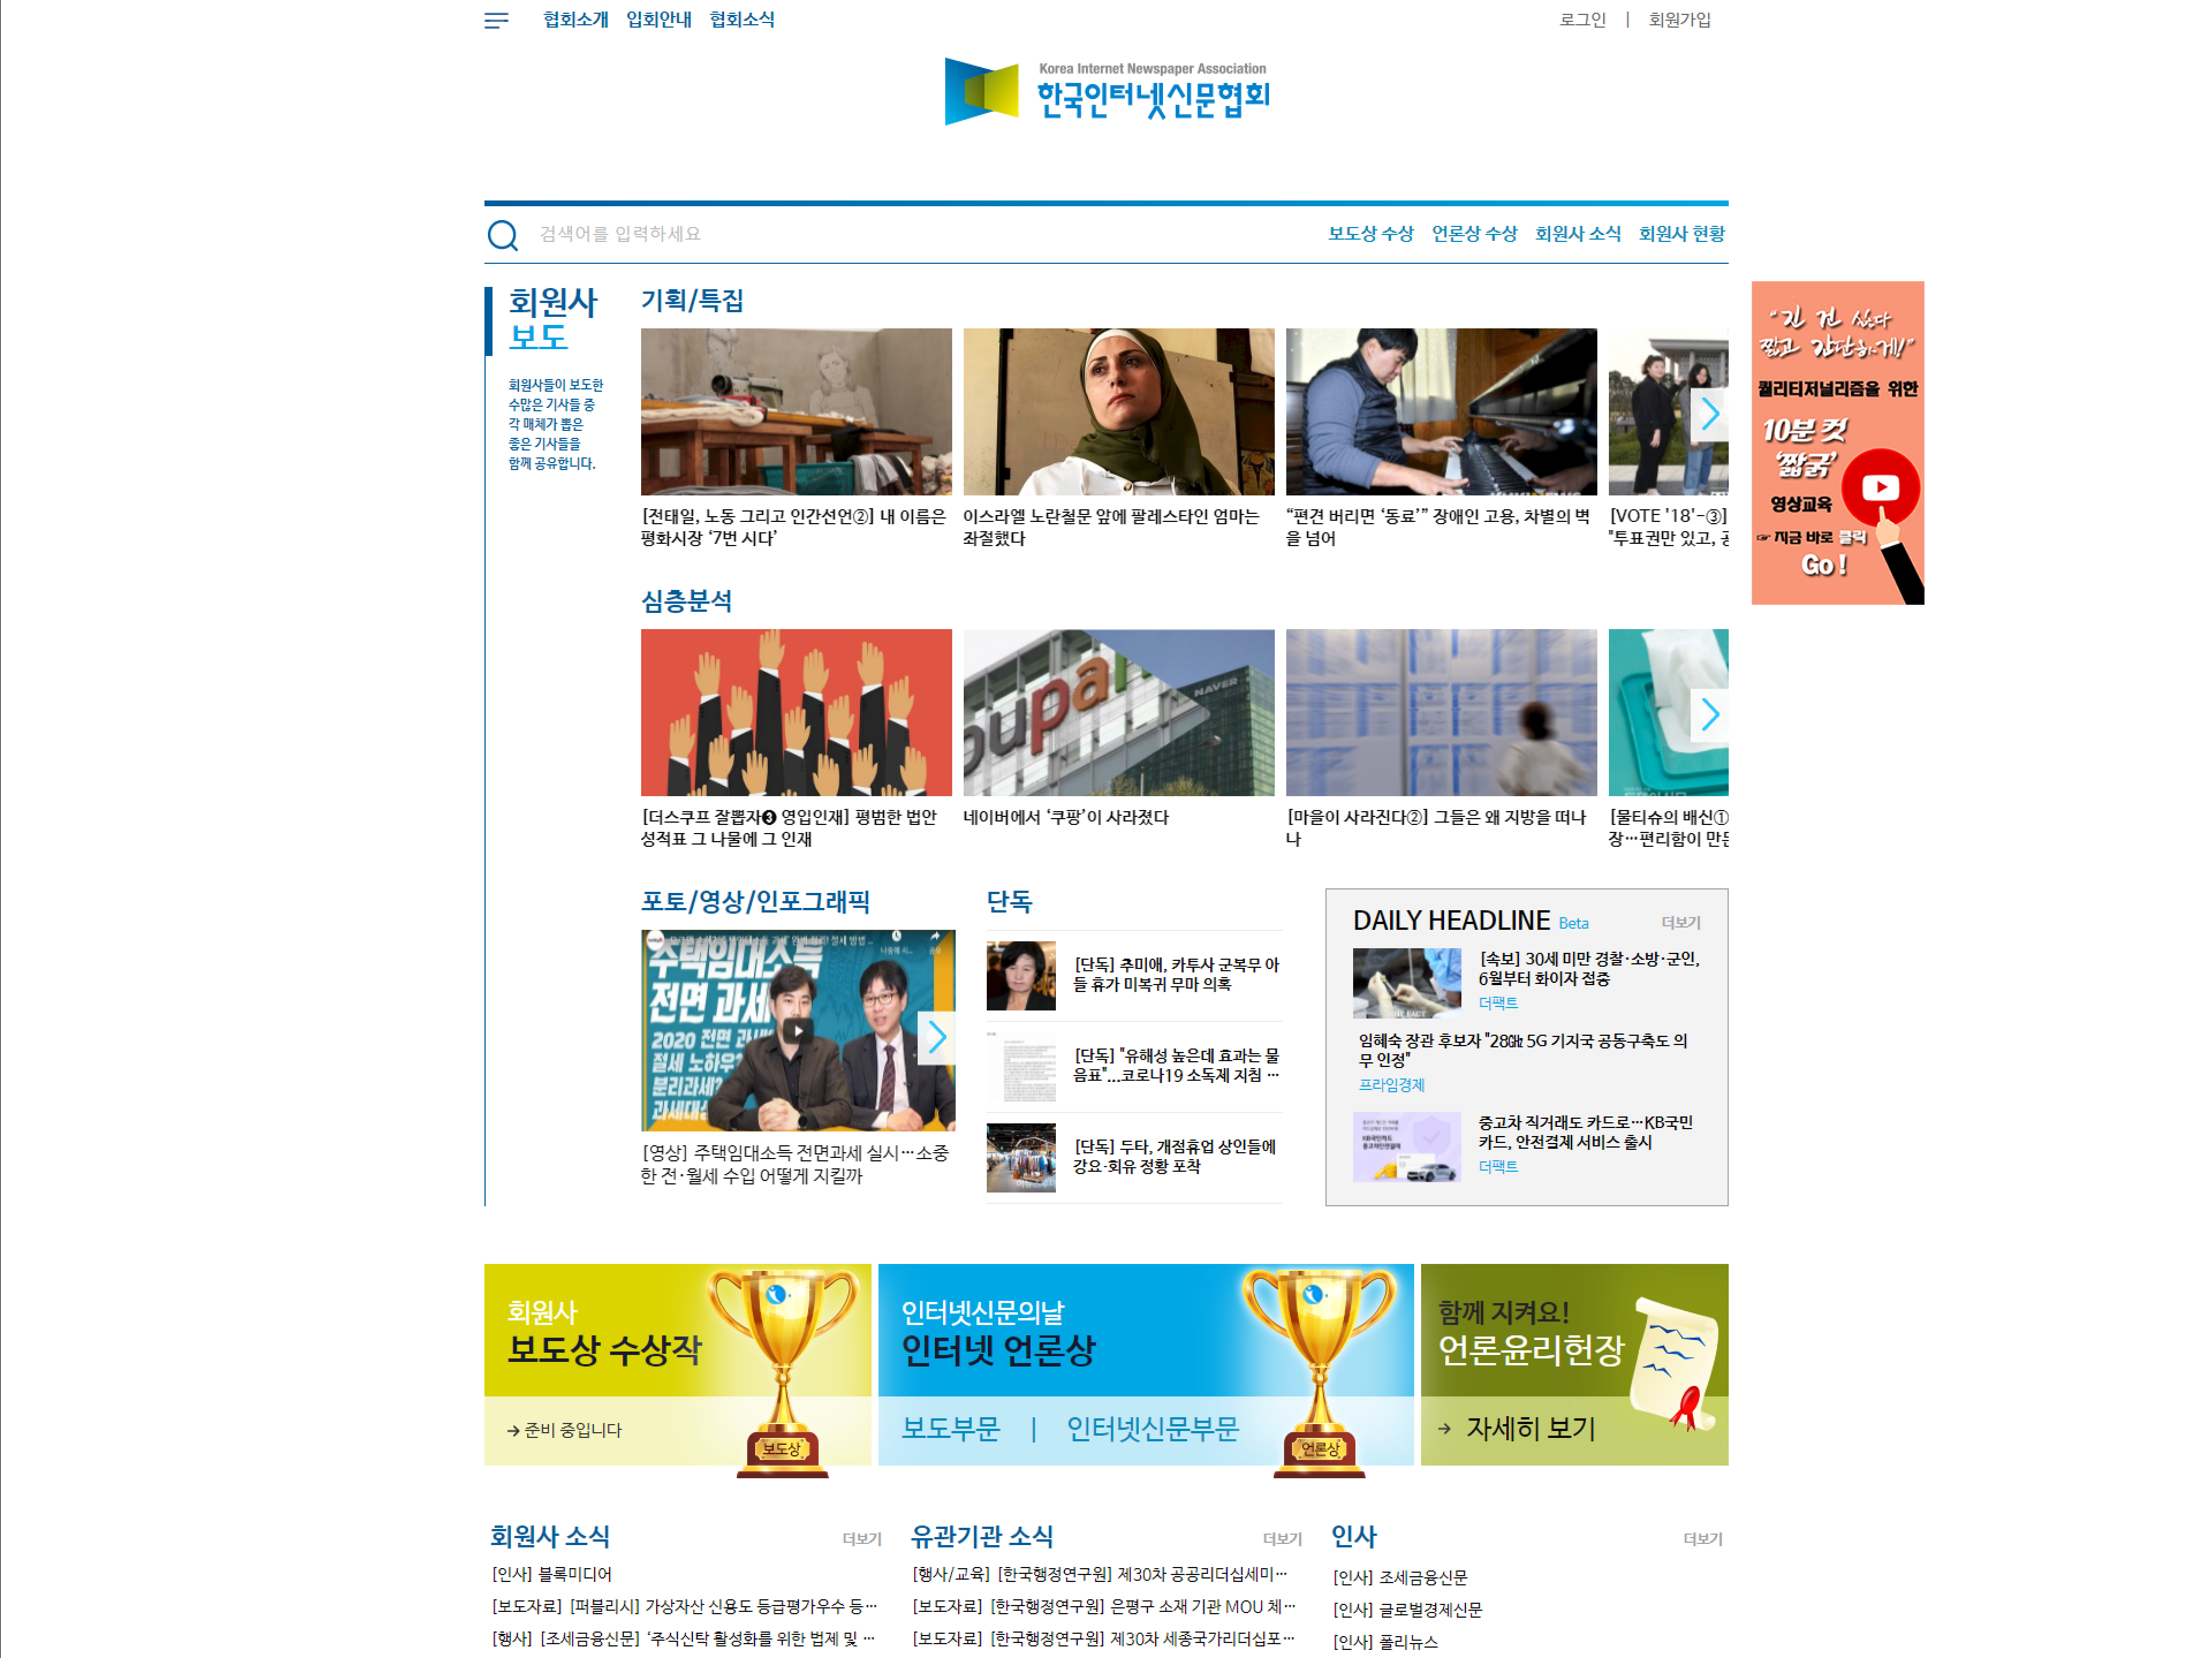 협회소개 입회안내 협회소식
로그인 | 회원가입
Korea Internet Newspaper Association
한국인터넷신문협회
검색어를 입력하세요
보도상 수상 언론상 수상 회원사 소식 회원사 현황
회원사
보도
회원사들이 보도한
수많은 기사들 중
각 매체가 뽑은
좋은 기사들을
함께 공유합니다.
기획/특집
[전태일, 노동 그리고 인간선언②] 내 이름은
평화시장 ‘7번 시다’
이스라엘 노란철문 앞에 팔레스타인 엄마는
좌절했다
“편견 버리면 ‘동료’” 장애인 고용, 차별의 벽
을 넘어
[VOTE '18'-③]
"투표권만 있고,
“긴 건 싫다
짧고 간단하게!”
퀄리티저널리즘을 위한
10분 컷
‘짧굵’
영상교육
☞ 지금 바로 클릭
Go !
심층분석
oupan
NAVER
[더스쿠프 잘뽑자❸ 영입인재] 평범한 법안
성적표 그 나물에 그 인재
네이버에서 ‘쿠팡’이 사라졌다
[마을이 사라진다②] 그들은 왜 지방을 떠나
나
[물티슈의 배신①
장…편리함이 만든
포토/영상/인포그래픽
주택임대소득
전면 과세
2020 전면 과세
절세 노하우?
분리과세?
과세대상
[영상] 주택임대소득 전면과세 실시…소중
한 전·월세 수입 어떻게 지킬까
단독
[단독] 추미애, 카투사 군복무 아
들 휴가 미복귀 무마 의혹
[단독] "유해성 높은데 효과는 물
음표"...코로나19 소독제 지침 …
[단독] 두타, 개점휴업 상인들에
강요·회유 정황 포착
DAILY HEADLINE Beta 더보기
[속보] 30세 미만 경찰·소방·군인,
6월부터 화이자 접종
더팩트
임혜숙 장관 후보자 "28㎓ 5G 기지국 공동구축도 의
무 인정"
프라임경제
중고차 직거래도 카드로…KB국민
카드, 안전결제 서비스 출시
더팩트
회원사
보도상 수상작
→ 준비 중입니다
보도상
인터넷신문의날
인터넷 언론상
보도부문 | 인터넷신문부문
언론상
함께 지켜요!
언론윤리헌장
→ 자세히 보기
회원사 소식 더보기
[인사] 블록미디어
[보도자료] [퍼블리시] 가상자산 신용도 등급평가우수 등…
[행사] [조세금융신문] ‘주식신탁 활성화를 위한 법제 및 …
유관기관 소식 더보기
[행사/교육] [한국행정연구원] 제30차 공공리더십세미…
[보도자료] [한국행정연구원] 은평구 소재 기관 MOU 체…
[보도자료] [한국행정연구원] 제30차 세종국가리더십포…
인사 더보기
[인사] 조세금융신문
[인사] 글로벌경제신문
[인사] 폴리뉴스